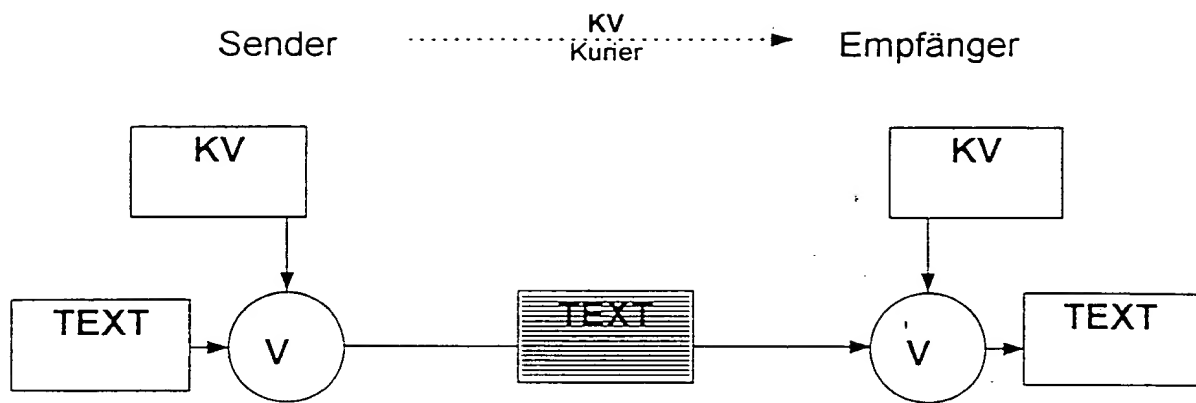 KV
Sender
Kurier
Empfänger
KV
KV
TEXT
V
TEXT
V
TEXT